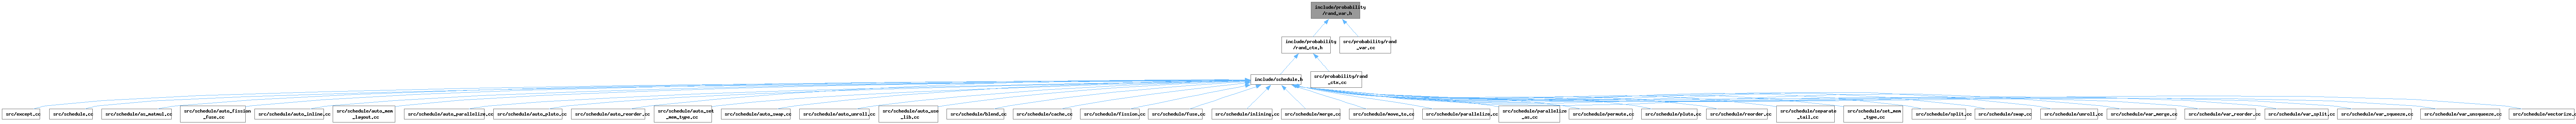 include/probability
/rand_var.h
include/probability
/rand_ctx.h
src/probability/rand
_var.cc
include/schedule.h
src/probability/rand
_ctx.cc
src/except.cc
src/schedule.cc
src/schedule/as_matmul.cc
src/schedule/auto_fission
_fuse.cc
src/schedule/auto_inline.cc
src/schedule/auto_mem
_layout.cc
src/schedule/auto_parallelize.cc
src/schedule/auto_pluto.cc
src/schedule/auto_reorder.cc
src/schedule/auto_set
_mem_type.cc
src/schedule/auto_swap.cc
src/schedule/auto_unroll.cc
src/schedule/auto_use
_lib.cc
src/schedule/blend.cc
src/schedule/cache.cc
src/schedule/fission.cc
src/schedule/fuse.cc
src/schedule/inlining.cc
src/schedule/merge.cc
src/schedule/move_to.cc
src/schedule/parallelize.cc
src/schedule/parallelize
_as.cc
src/schedule/permute.cc
src/schedule/pluto.cc
src/schedule/reorder.cc
src/schedule/separate
_tail.cc
src/schedule/set_mem
_type.cc
src/schedule/split.cc
src/schedule/swap.cc
src/schedule/unroll.cc
src/schedule/var_merge.cc
src/schedule/var_reorder.cc
src/schedule/var_split.cc
src/schedule/var_squeeze.cc
src/schedule/var_unsqueeze.cc
src/schedule/vectorize.cc